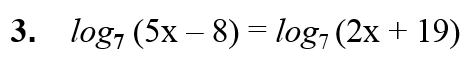 3. log₇ (5x – 8) = log₇ (2x + 19)